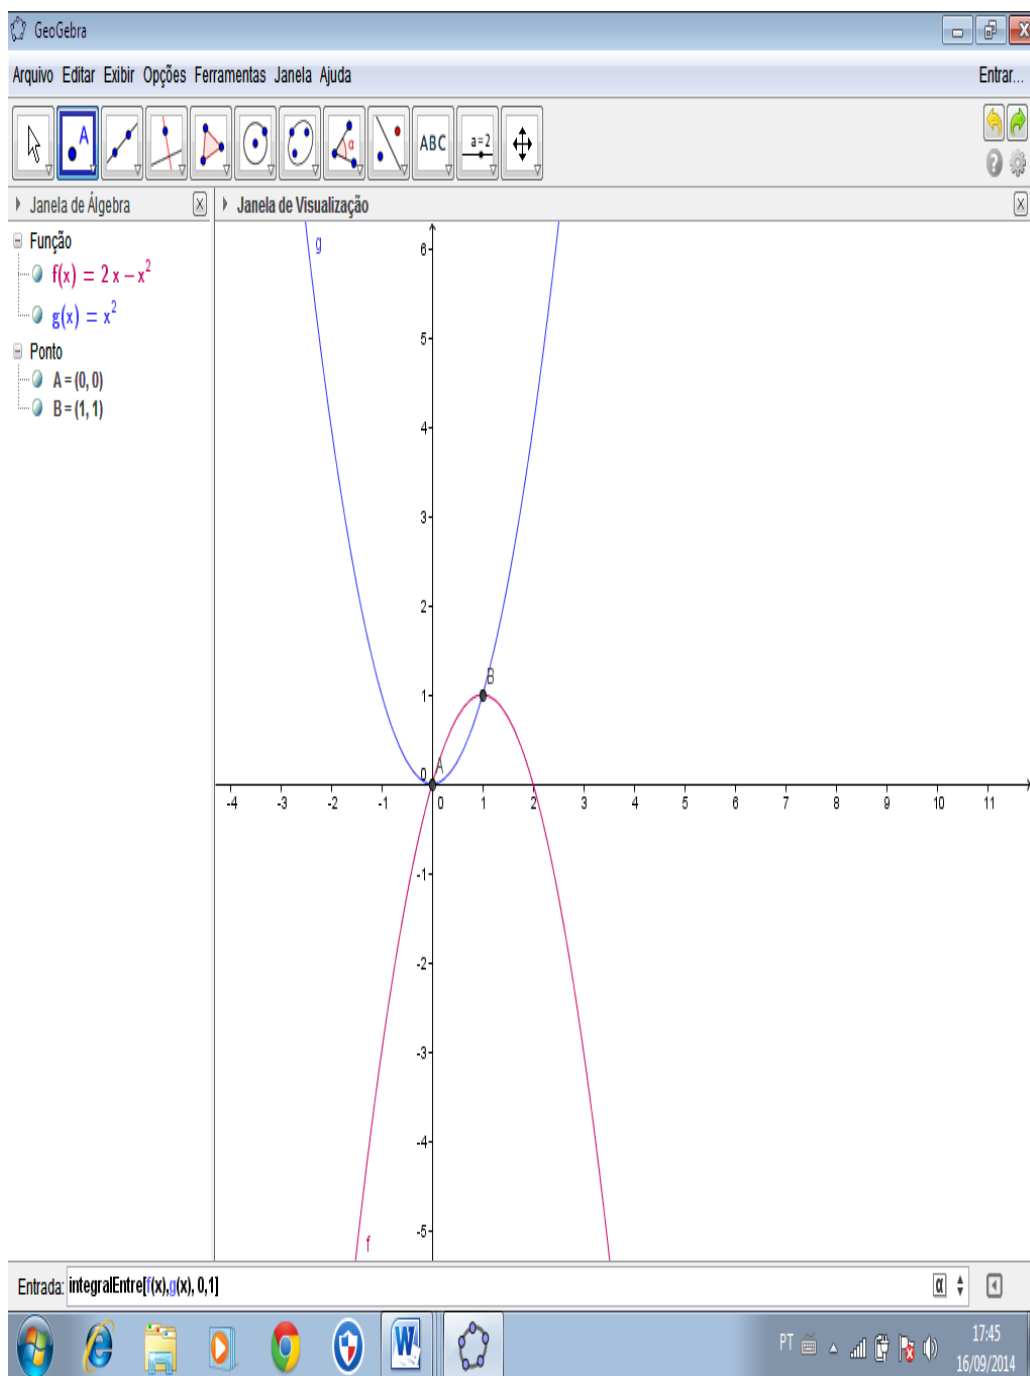 GeoGebra
Arquivo Editar Exibir Opções Ferramentas Janela Ajuda Entrar...
A α ABC a=2
Janela de Álgebra
Janela de Visualização
Função
f(x) = 2 x – x²
g(x) = x²
Ponto
A = (0, 0)
B = (1, 1)
g
6
5
4
3
2
B
1
0 A
-4 -3 -2 -1 0 1 2 3 4 5 6 7 8 9 10 11
-1
-2
-3
-4
-5
f
Entrada: integralEntre[f(x),g(x), 0,1]
α
PT 17:45
16/09/2014